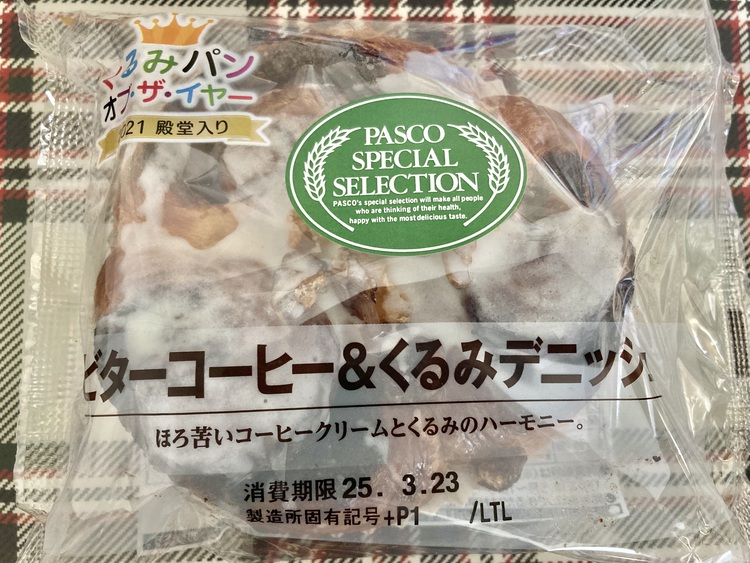 くるみパン
オブ・ザ・イヤー
2021 殿堂入り
PASCO
SPECIAL
SELECTION
PASCO's special selection will make all people
who are thinking of their health,
happy with the most delicious taste.
ビターコーヒー&くるみデニッシュ
ほろ苦いコーヒークリームとくるみのハーモニー。
消費期限 25. 3.23
製造所固有記号+P1 /LTL